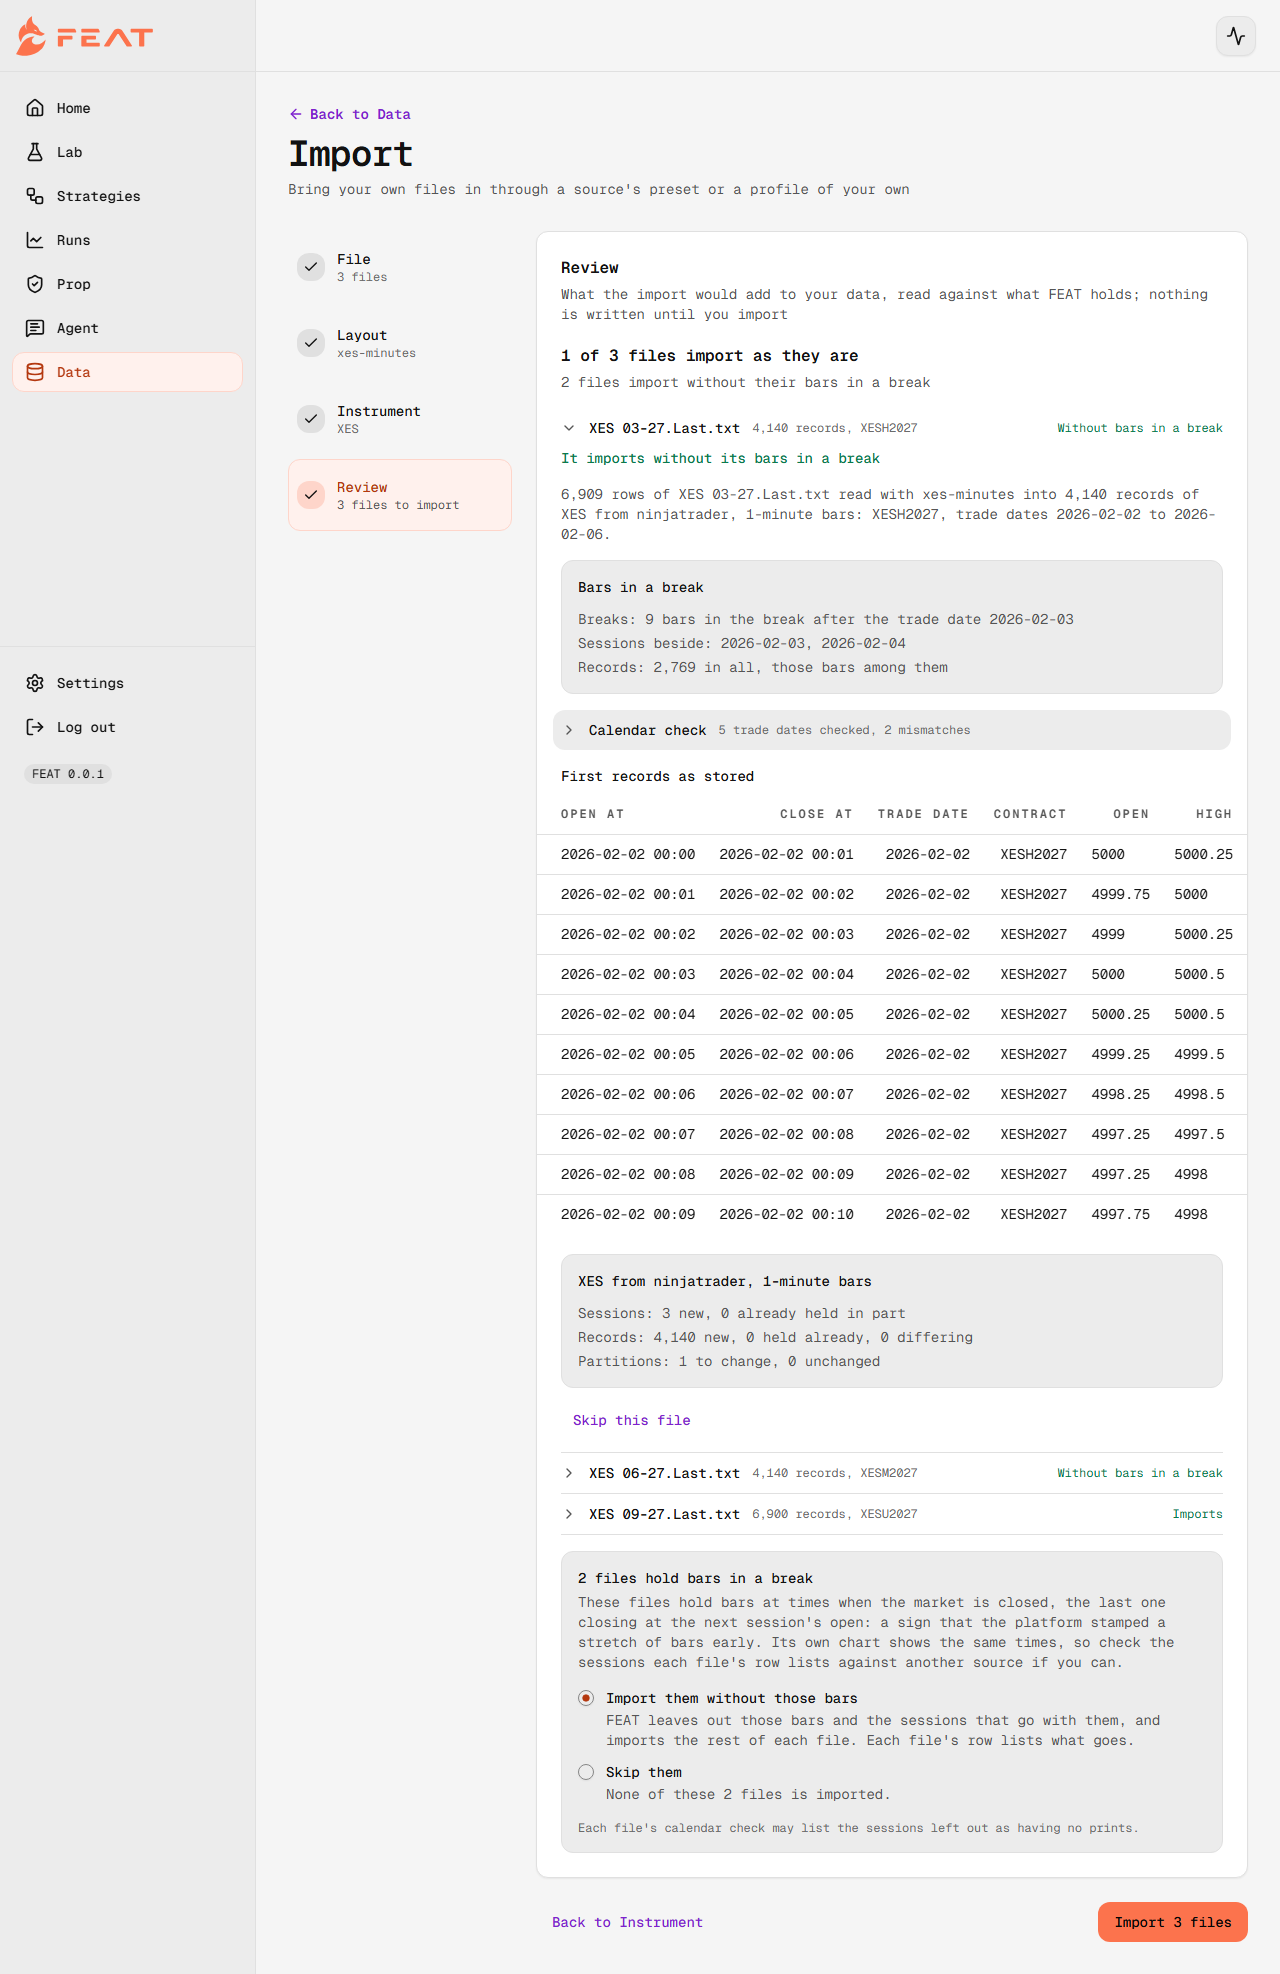 FEAT
Home
Lab
Strategies
Runs
Prop
Agent
Data
Settings
Log out
FEAT 0.0.1
Back to Data
Import
Bring your own files in through a source's preset or a profile of your own
File
3 files
Layout
xes-minutes
Instrument
XES
Review
3 files to import
Review
What the import would add to your data, read against what FEAT holds; nothing
is written until you import
1 of 3 files import as they are
2 files import without their bars in a break
XES 03-27.Last.txt 4,140 records, XESH2027 Without bars in a break
It imports without its bars in a break
6,909 rows of XES 03-27.Last.txt read with xes-minutes into 4,140 records of
XES from ninjatrader, 1-minute bars: XESH2027, trade dates 2026-02-02 to 2026-
02-06.
Bars in a break
Breaks: 9 bars in the break after the trade date 2026-02-03
Sessions beside: 2026-02-03, 2026-02-04
Records: 2,769 in all, those bars among them
Calendar check 5 trade dates checked, 2 mismatches
First records as stored
OPEN AT CLOSE AT TRADE DATE CONTRACT OPEN HIGH
2026-02-02 00:00 2026-02-02 00:01 2026-02-02 XESH2027 5000 5000.25
2026-02-02 00:01 2026-02-02 00:02 2026-02-02 XESH2027 4999.75 5000
2026-02-02 00:02 2026-02-02 00:03 2026-02-02 XESH2027 4999 5000.25
2026-02-02 00:03 2026-02-02 00:04 2026-02-02 XESH2027 5000 5000.5
2026-02-02 00:04 2026-02-02 00:05 2026-02-02 XESH2027 5000.25 5000.5
2026-02-02 00:05 2026-02-02 00:06 2026-02-02 XESH2027 4999.25 4999.5
2026-02-02 00:06 2026-02-02 00:07 2026-02-02 XESH2027 4998.25 4998.5
2026-02-02 00:07 2026-02-02 00:08 2026-02-02 XESH2027 4997.25 4997.5
2026-02-02 00:08 2026-02-02 00:09 2026-02-02 XESH2027 4997.25 4998
2026-02-02 00:09 2026-02-02 00:10 2026-02-02 XESH2027 4997.75 4998
XES from ninjatrader, 1-minute bars
Sessions: 3 new, 0 already held in part
Records: 4,140 new, 0 held already, 0 differing
Partitions: 1 to change, 0 unchanged
Skip this file
XES 06-27.Last.txt 4,140 records, XESM2027 Without bars in a break
XES 09-27.Last.txt 6,900 records, XESU2027 Imports
2 files hold bars in a break
These files hold bars at times when the market is closed, the last one
closing at the next session's open: a sign that the platform stamped a
stretch of bars early. Its own chart shows the same times, so check the
sessions each file's row lists against another source if you can.
Import them without those bars
FEAT leaves out those bars and the sessions that go with them, and
imports the rest of each file. Each file's row lists what goes.
Skip them
None of these 2 files is imported.
Each file's calendar check may list the sessions left out as having no prints.
Back to Instrument
Import 3 files